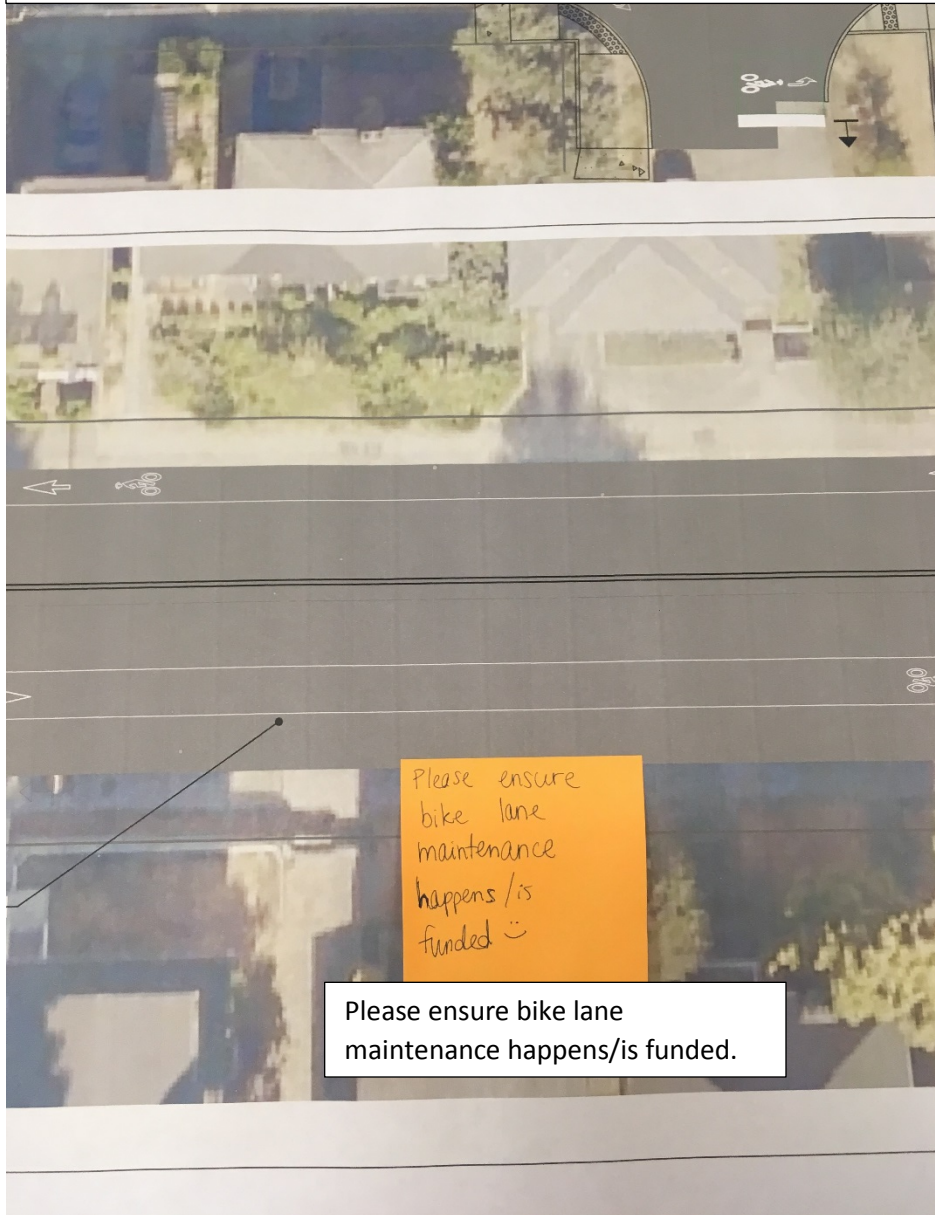 Please ensure
bike lane
maintenance
happens/is
funded :)
Please ensure bike lane
maintenance happens/is funded.